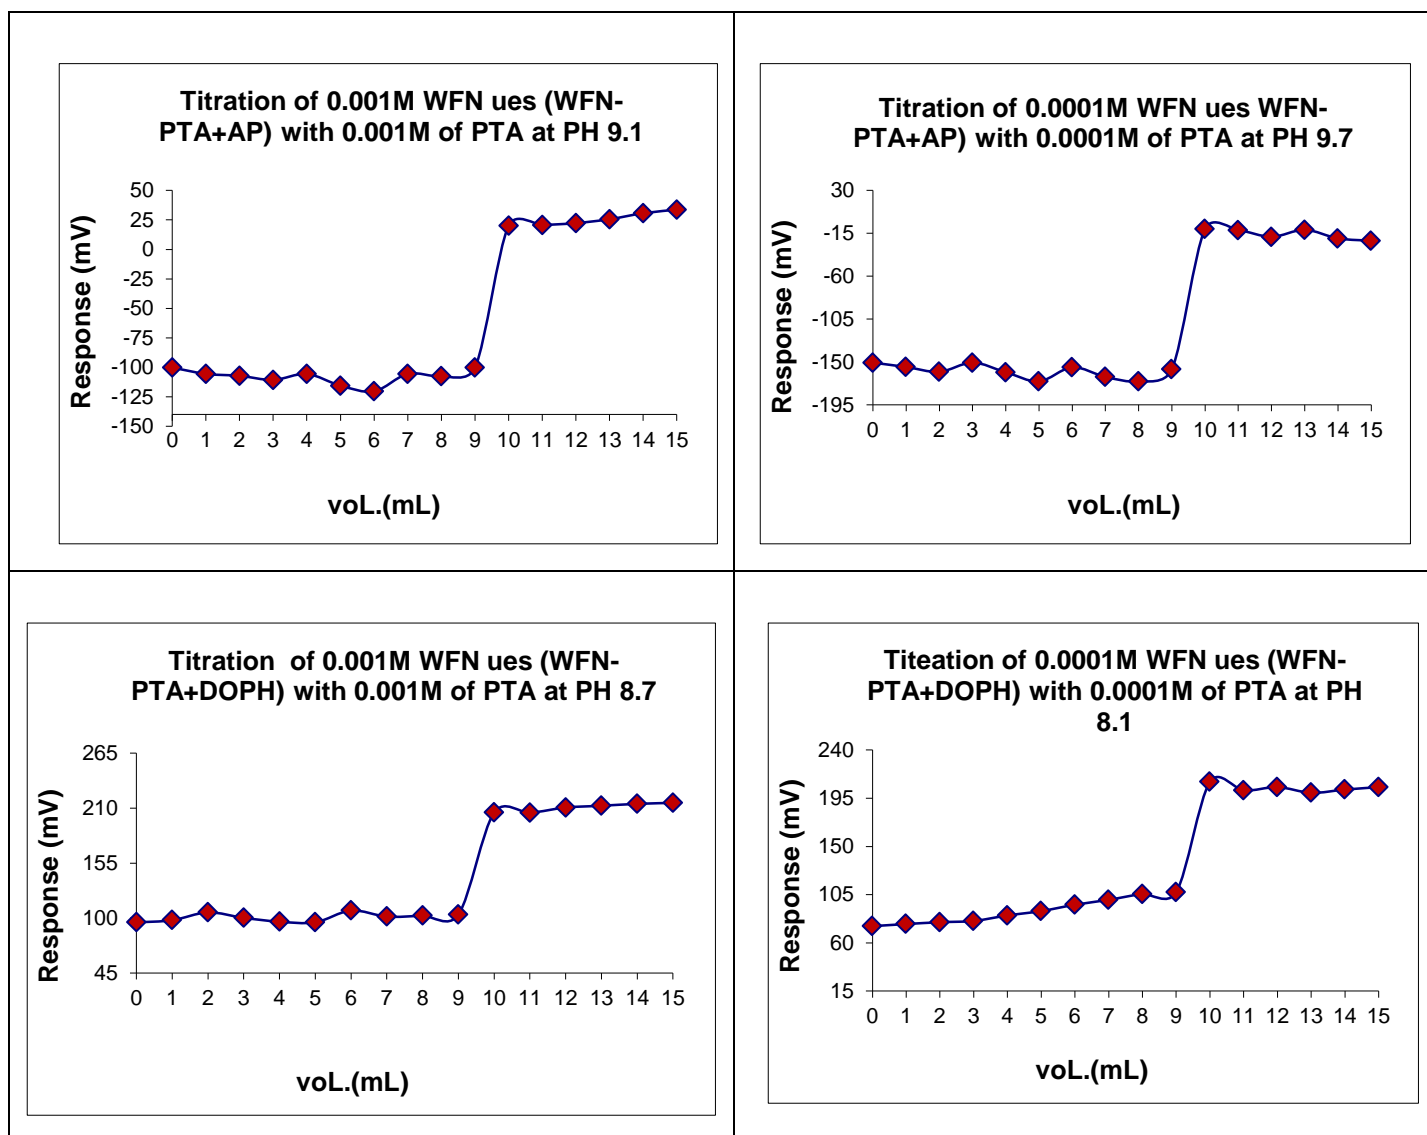 Titration of 0.001M WFN ues (WFN-
PTA+AP) with 0.001M of PTA at PH 9.1
50
25
0
-25
-50
-75
-100
-125
-150
Response (mV)
0 1 2 3 4 5 6 7 8 9 10 11 12 13 14 15
voL.(mL)
Titration of 0.0001M WFN ues WFN-
PTA+AP) with 0.0001M of PTA at PH 9.7
30
-15
-60
-105
-150
-195
Response (mV)
0 1 2 3 4 5 6 7 8 9 10 11 12 13 14 15
voL.(mL)
Titration of 0.001M WFN ues (WFN-
PTA+DOPH) with 0.001M of PTA at PH 8.7
265
210
155
100
45
Response (mV)
0 1 2 3 4 5 6 7 8 9 10 11 12 13 14 15
voL.(mL)
Titeation of 0.0001M WFN ues (WFN-
PTA+DOPH) with 0.0001M of PTA at PH
8.1
240
195
150
105
60
15
Response (mV)
0 1 2 3 4 5 6 7 8 9 10 11 12 13 14 15
voL.(mL)